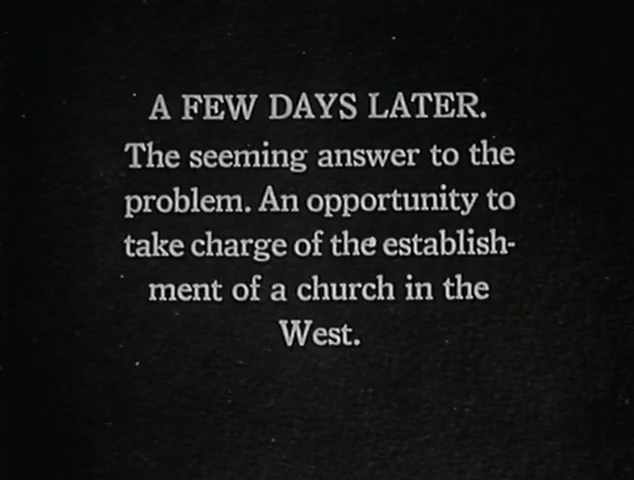 A FEW DAYS LATER.
The seeming answer to the
problem. An opportunity to
take charge of the establish-
ment of a church in the
West.